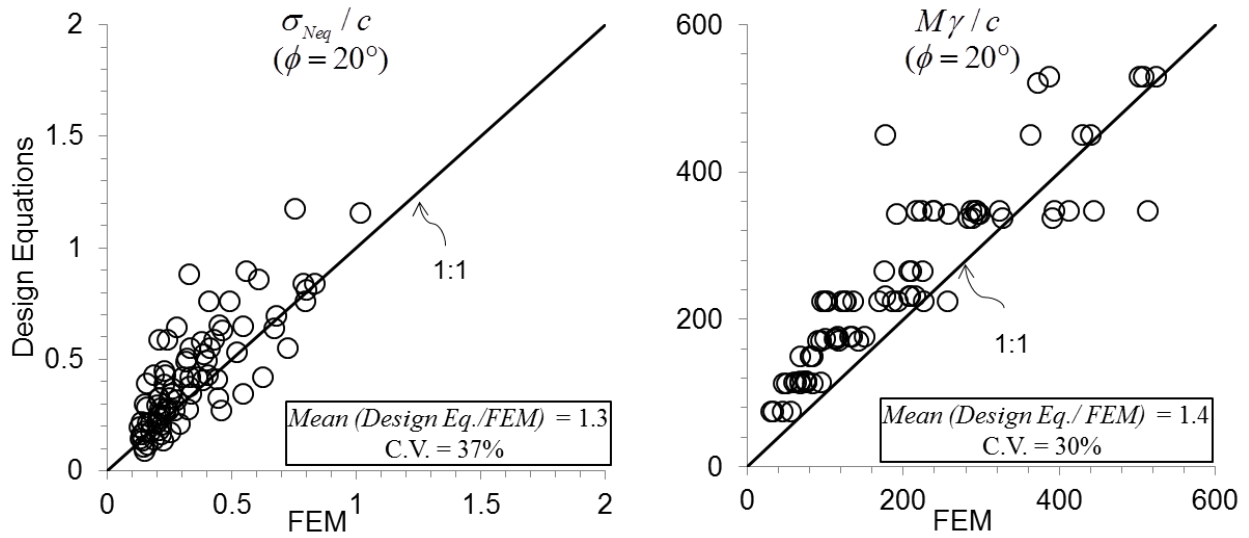 σNeq / c
(ϕ = 20°)
2
1.5
1
0.5
0
Design Equations
1:1
Mean (Design Eq./FEM) = 1.3
C.V. = 37%
0
0.5
1
1.5
2
FEM
Mγ / c
(ϕ = 20°)
600
400
200
0
1:1
Mean (Design Eq./ FEM) = 1.4
C.V. = 30%
0
200
400
600
FEM